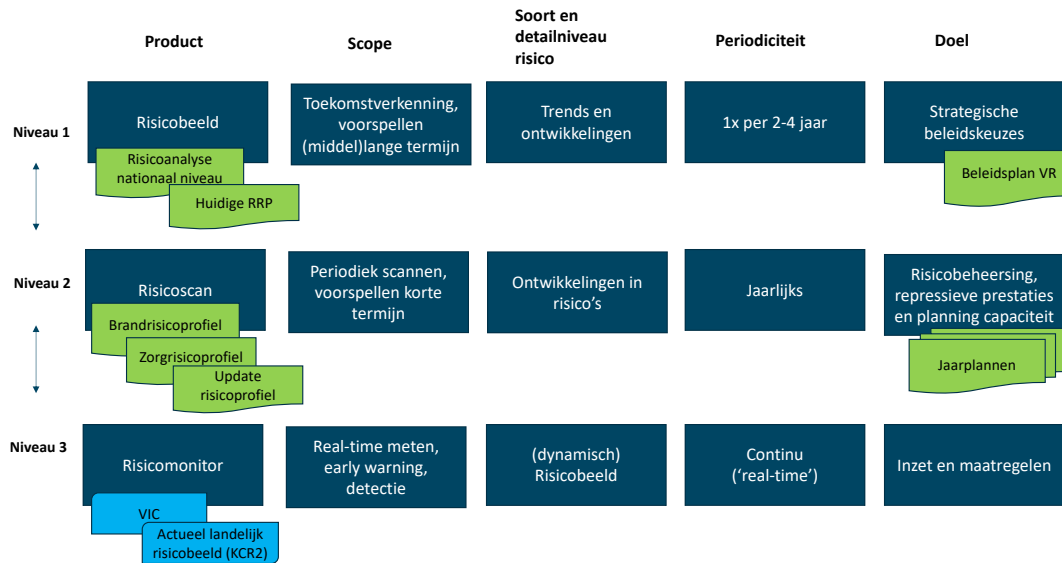 Product
Scope
Soort en
detailniveau
risico
Periodiciteit
Doel
Niveau 1
Risicobeeld
Risicoanalyse
nationaal niveau
Huidige RRP
Toekomstverkenning,
voorspellen
(middel)lange termijn
Trends en
ontwikkelingen
1x per 2-4 jaar
Strategische
beleidskeuzes
Beleidsplan VR
Niveau 2
Risicoscan
Brandrisicoprofiel
Zorgrisicoprofiel
Update
risicoprofiel
Periodiek scannen,
voorspellen korte
termijn
Ontwikkelingen in
risico’s
Jaarlijks
Risicobeheersing,
repressieve prestaties
en planning capaciteit
Jaarplannen
Niveau 3
Risicomonitor
VIC
Actueel landelijk
risicobeeld (KCR2)
Real-time meten,
early warning,
detectie
(dynamisch)
Risicobeeld
Continu
(‘real-time’)
Inzet en maatregelen